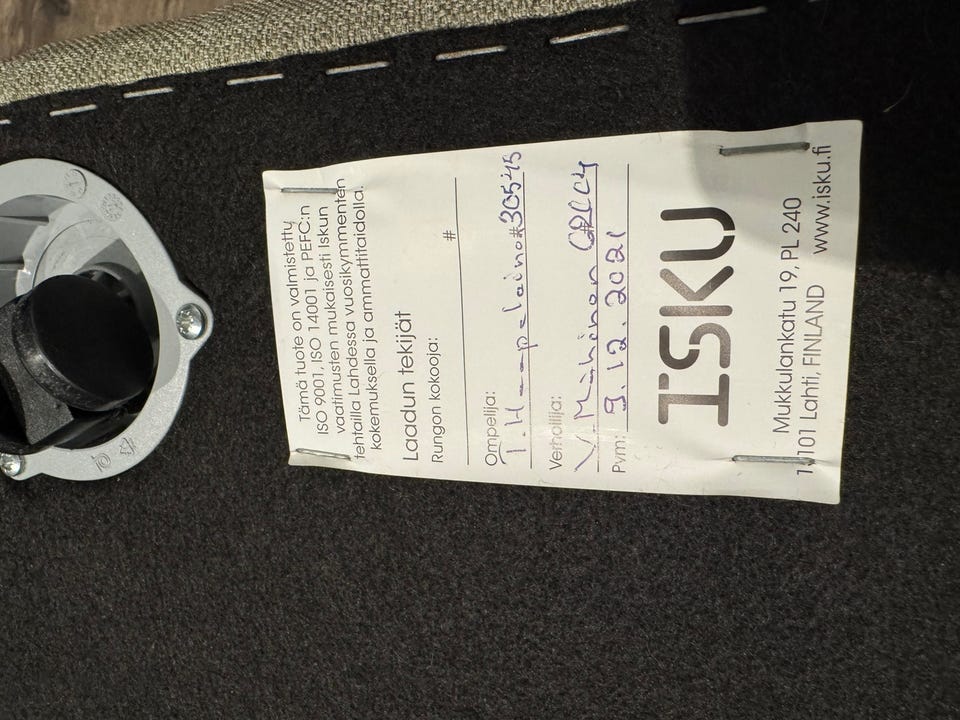 Tämä tuote on valmistettu
ISO 9001, ISO 14001 ja PEFC:n
vaatimusten mukaisesti Iskun
tehtailla Lahdessa vuosikymmenten
kokemuksella ja ammattitaidolla.
Laadun tekijät
Rungon kokooja:
#
Ompelija:
T. #30545
Verhoilija:
V.
Pvm: 9.12.2021
ISKU
Mukkulankatu 19, PL 240
15101 Lahti, FINLAND www.isku.fi